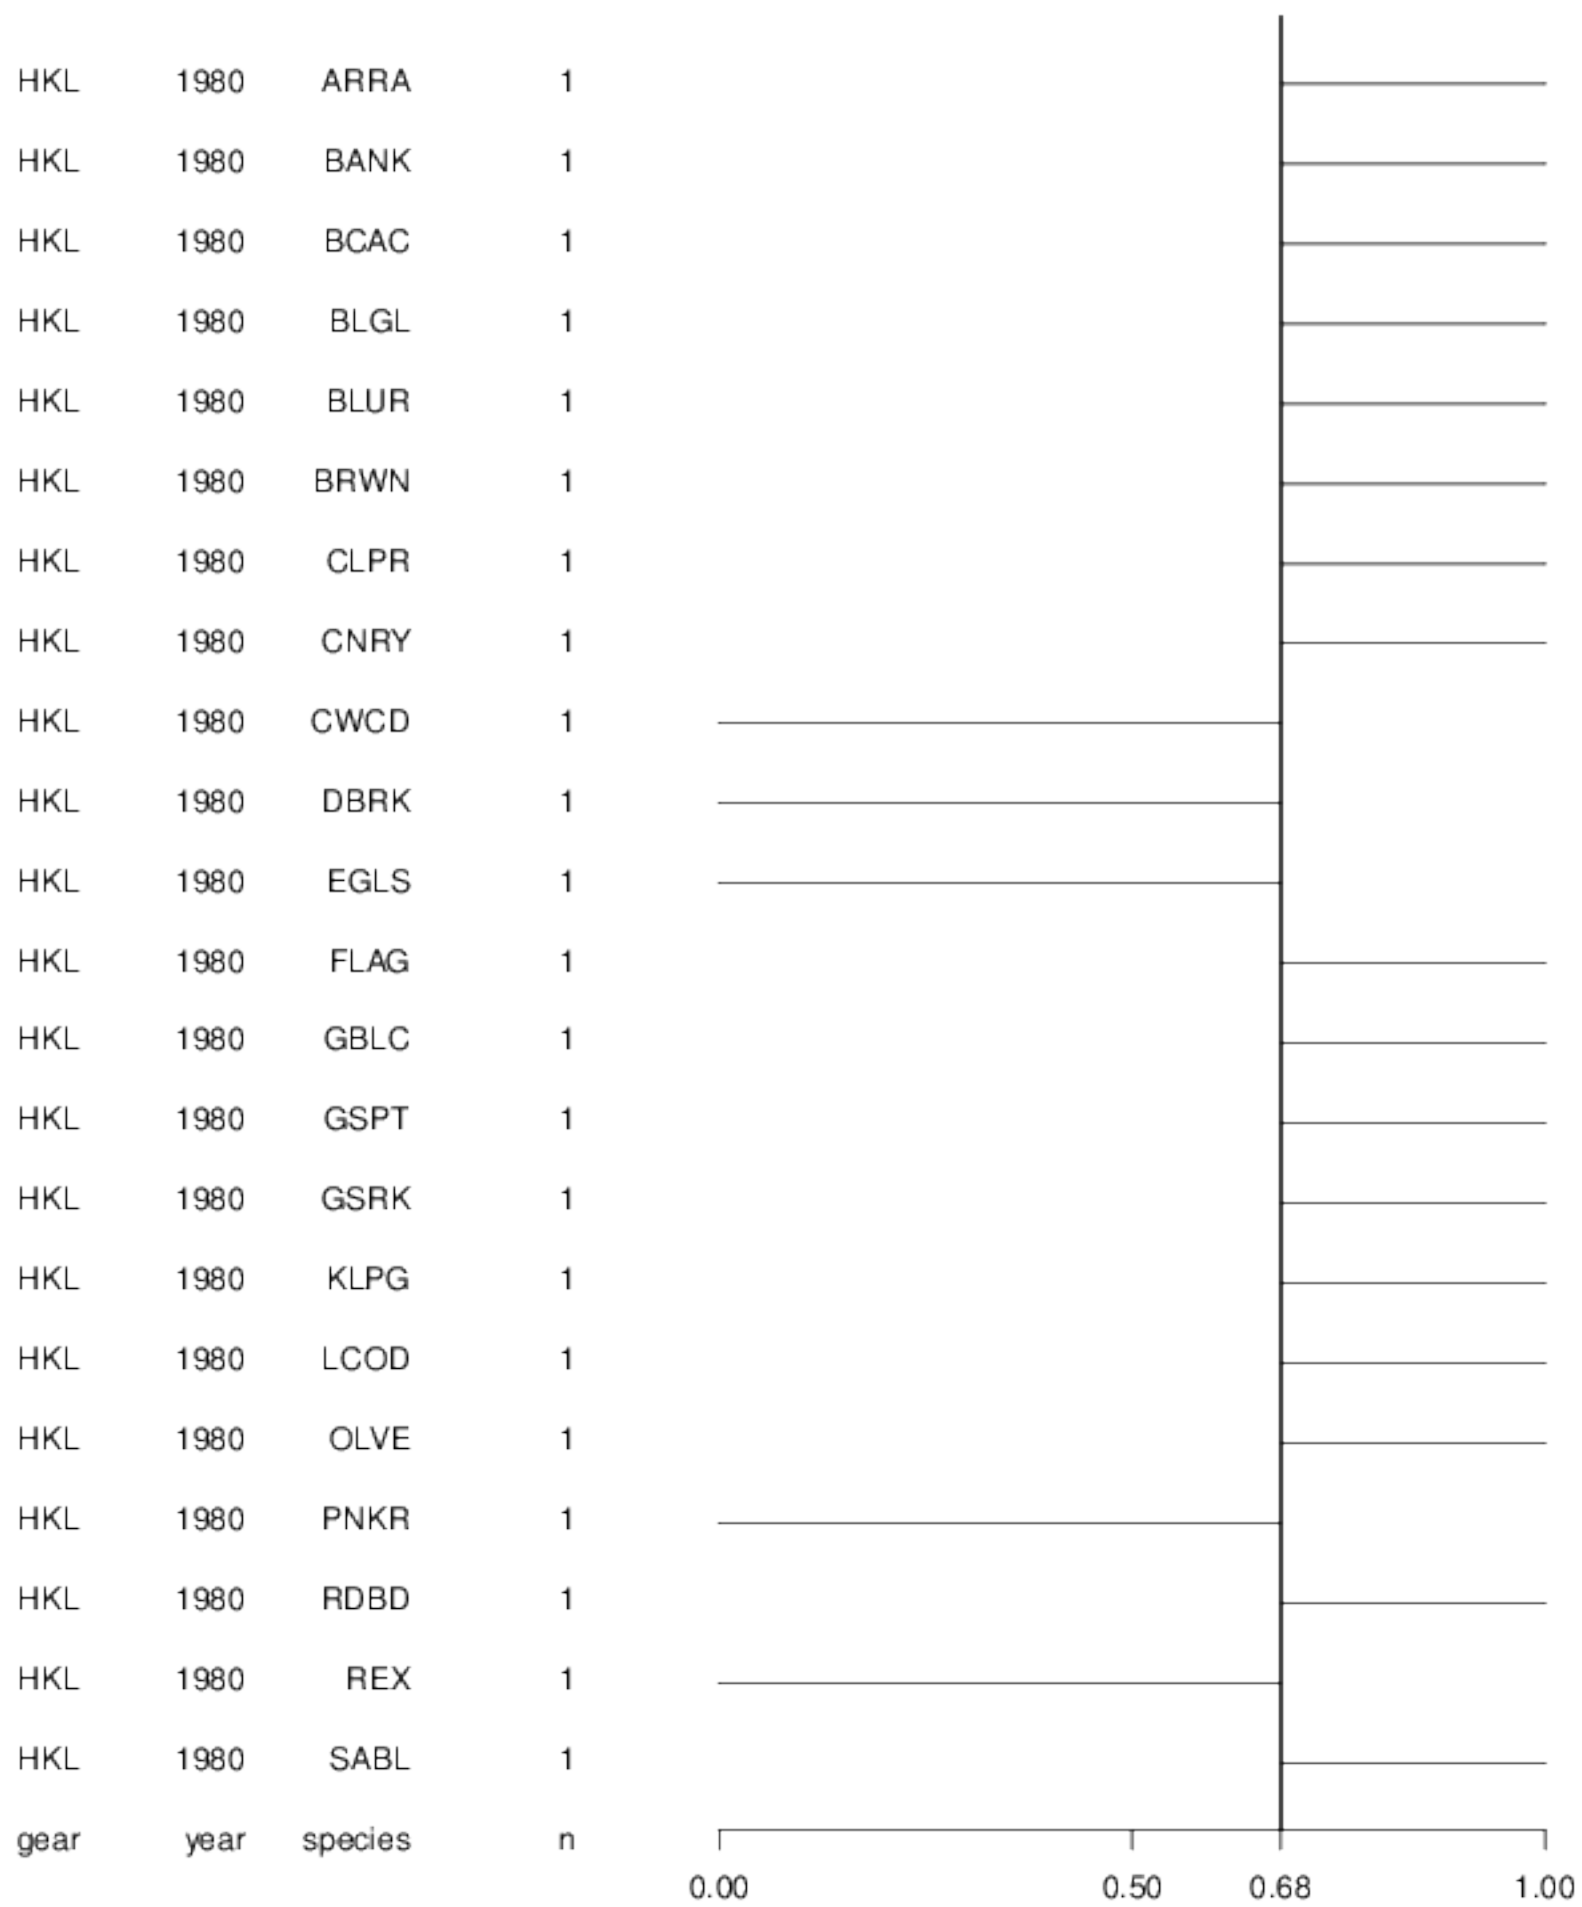 HKL 1980 ARRA 1
HKL 1980 BANK 1
HKL 1980 BCAC 1
HKL 1980 BLGL 1
HKL 1980 BLUR 1
HKL 1980 BRWN 1
HKL 1980 CLPR 1
HKL 1980 CNRY 1
HKL 1980 CWCD 1
HKL 1980 DBRK 1
HKL 1980 EGLS 1
HKL 1980 FLAG 1
HKL 1980 GBLC 1
HKL 1980 GSPT 1
HKL 1980 GSRK 1
HKL 1980 KLPG 1
HKL 1980 LCOD 1
HKL 1980 OLVE 1
HKL 1980 PNKR 1
HKL 1980 RDBD 1
HKL 1980 REX 1
HKL 1980 SABL 1
gear year species n
0.00 0.50 0.68 1.00